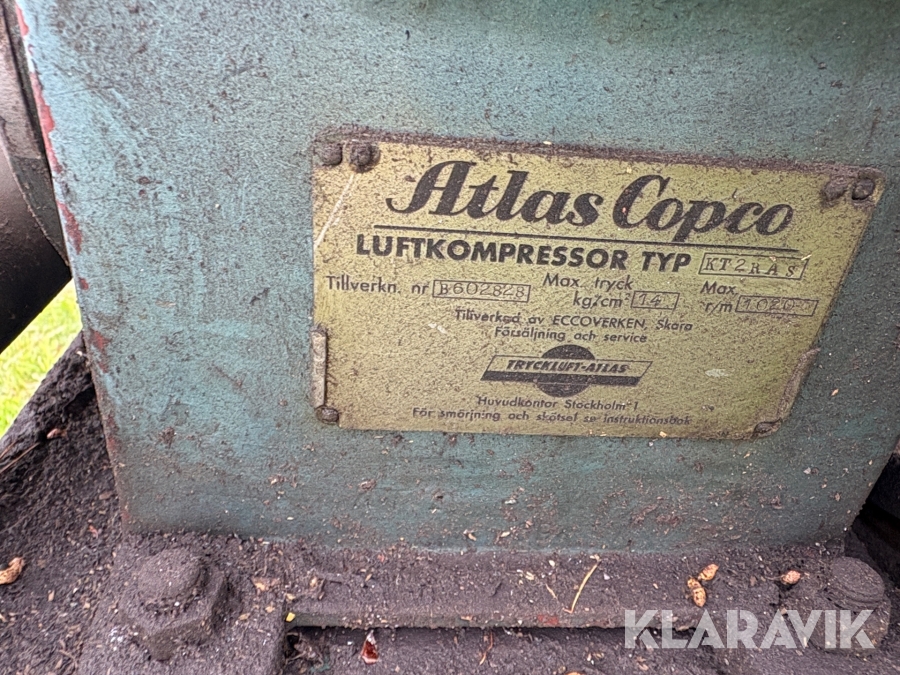 Atlas Copco
LUFTKOMPRESSOR TYP KT2RAS
Tillverkn. nr B602828 Max. tryck kg/cm² 14 Max r/m 1020
Tillverkad av ECCOVERKEN, Skara
Försäljning och service
TRYCKLUFT-ATLAS
Huvudkontor Stockholm 1
För smörjning och skötsel se instruktionsbok
KLARAVIK